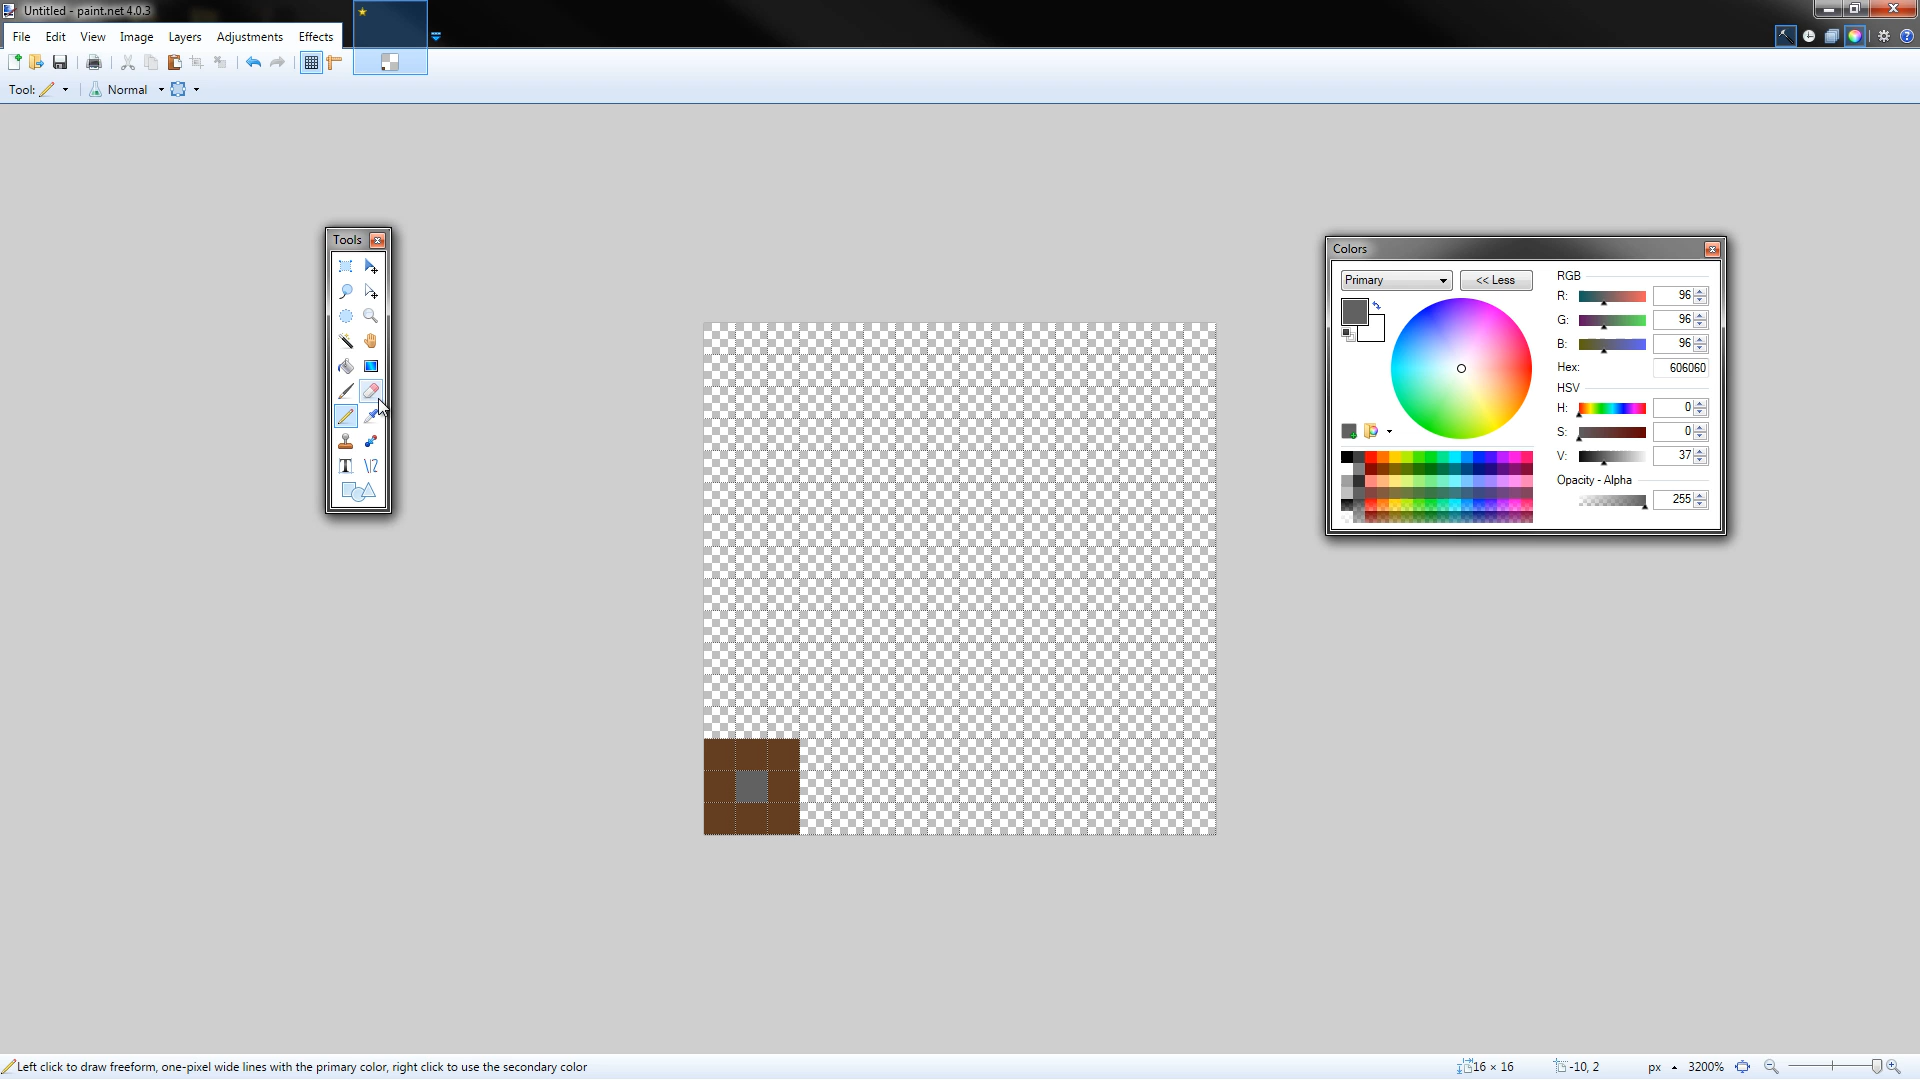 Untitled - paint.net 4.0.3
File Edit View Image Layers Adjustments Effects
Tool: Normal
Tools
Colors
Primary
<< Less
RGB
R: 96
G: 96
B: 96
Hex: 606060
HSV
H: 0
S: 0
V: 37
Opacity - Alpha
255
Left click to draw freeform, one-pixel wide lines with the primary color, right click to use the secondary color
16 × 16
-10, 2
px
3200%